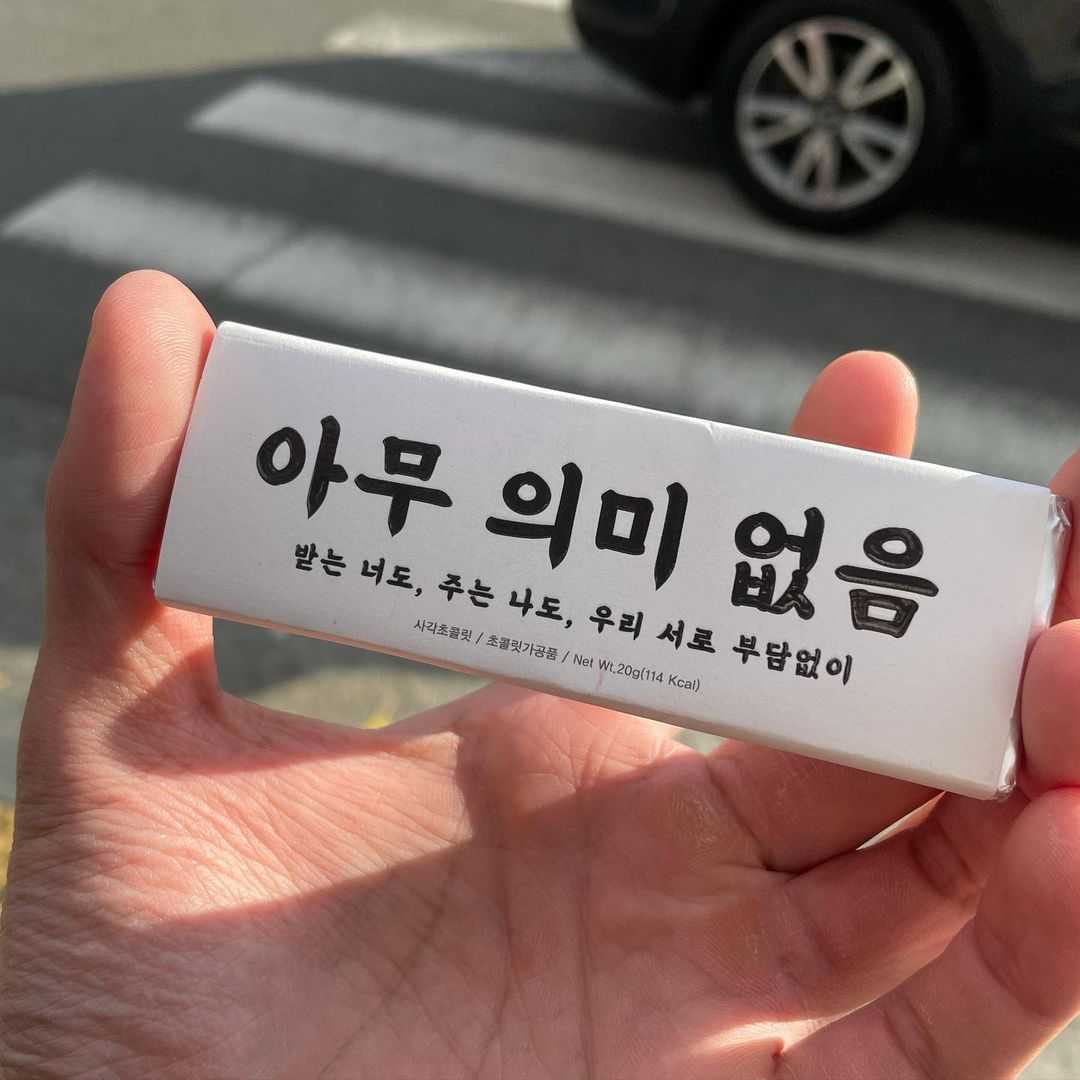 아무 의미 없음
받는 너도, 주는 나도, 우리 서로 부담없이
사각초콜릿 / 초콜릿가공품 / Net Wt.20g(114 Kcal)